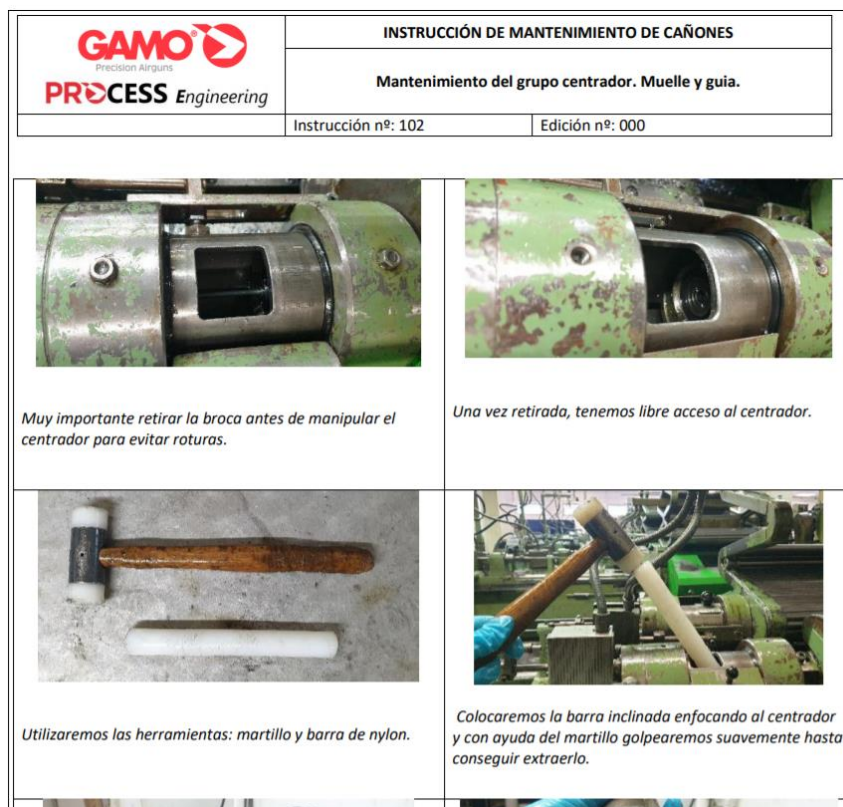 GAMO®
Precision Airguns
PROCESS Engineering
INSTRUCCIÓN DE MANTENIMIENTO DE CAÑONES
Mantenimiento del grupo centrador. Muelle y guia.
Instrucción nº: 102
Edición nº: 000
Muy importante retirar la broca antes de manipular el
centrador para evitar roturas.
Una vez retirada, tenemos libre acceso al centrador.
Utilizaremos las herramientas: martillo y barra de nylon.
Colocaremos la barra inclinada enfocando al centrador
y con ayuda del martillo golpearemos suavemente hasta
conseguir extraerlo.